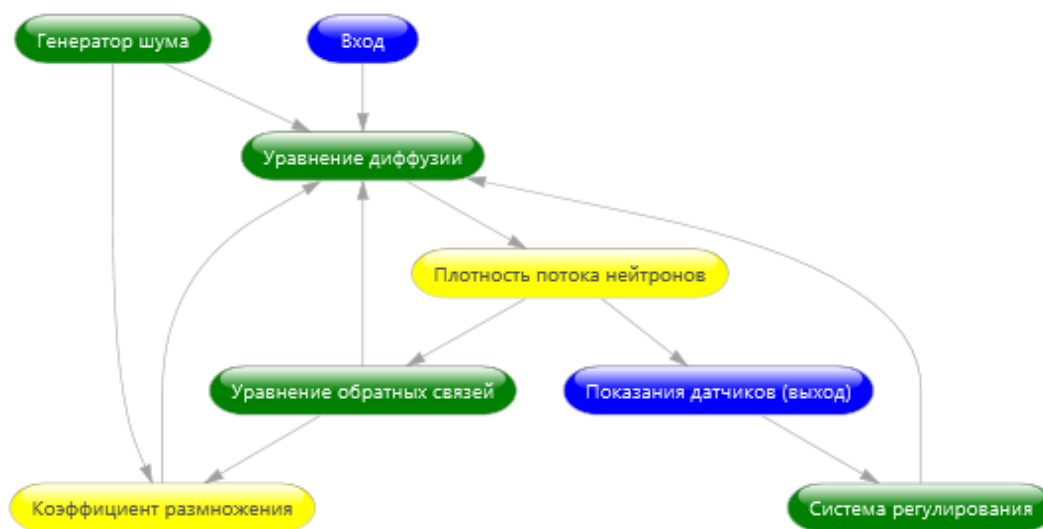 Генератор шума
Вход
Уравнение диффузии
Плотность потока нейтронов
Уравнение обратных связей
Показания датчиков (выход)
Коэффициент размножения
Система регулирования